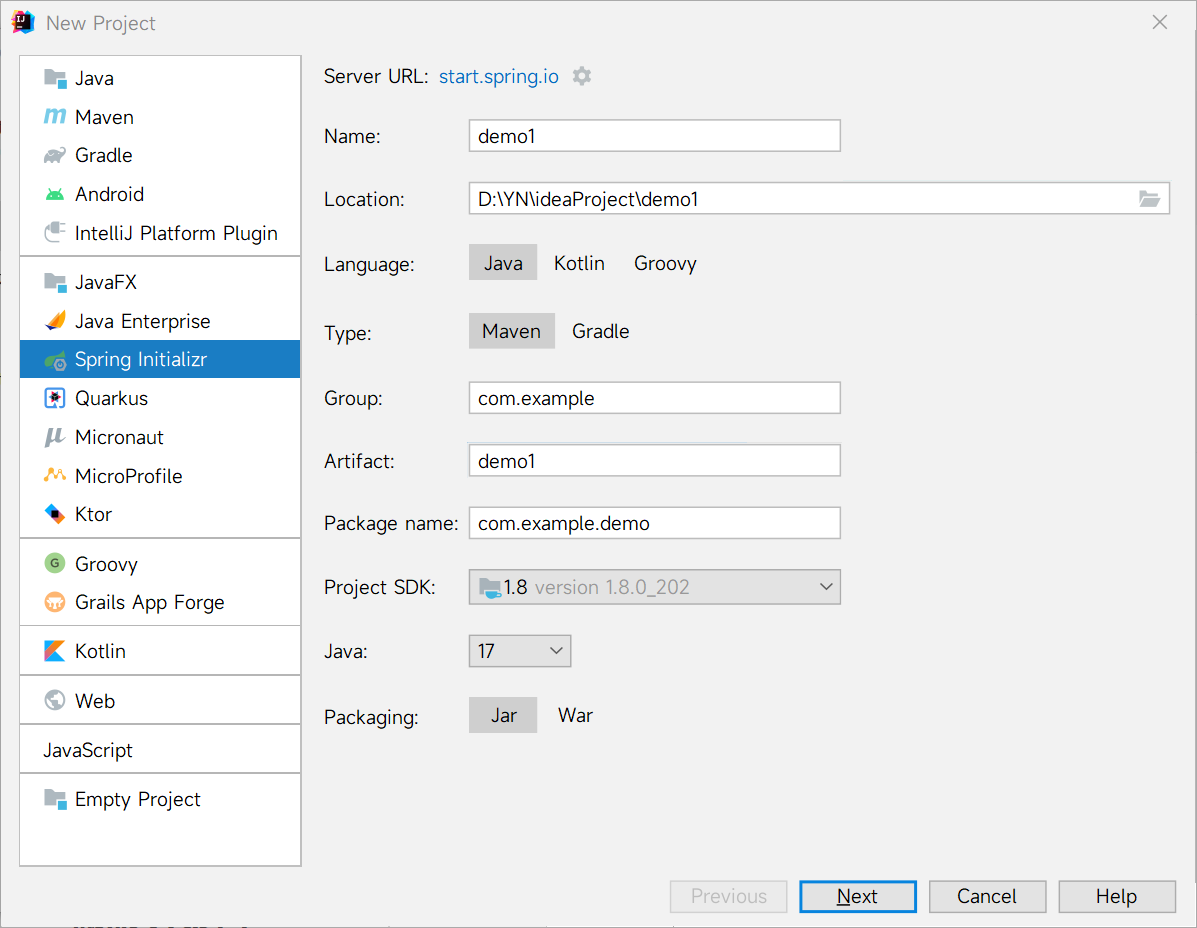 New Project
Java
Maven
Gradle
Android
IntelliJ Platform Plugin
JavaFX
Java Enterprise
Spring Initializr
Quarkus
Micronaut
MicroProfile
Ktor
Groovy
Grails App Forge
Kotlin
Web
JavaScript
Empty Project
Server URL: start.spring.io
Name: demo1
Location: D:\YN\ideaProject\demo1
Language: Java Kotlin Groovy
Type: Maven Gradle
Group: com.example
Artifact: demo1
Package name: com.example.demo
Project SDK: 1.8 version 1.8.0_202
Java: 17
Packaging: Jar War
Previous Next Cancel Help